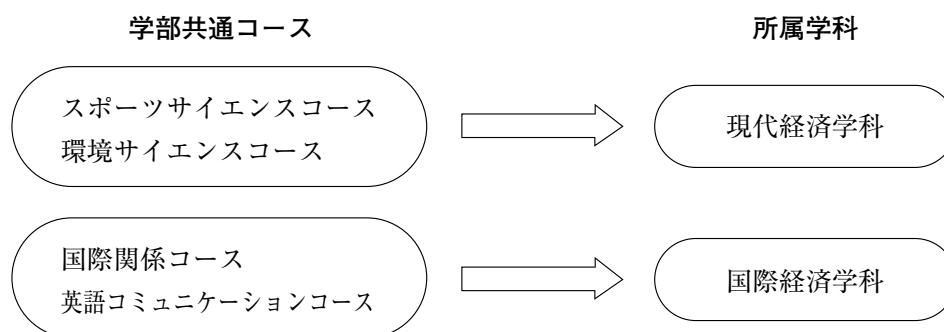 学部共通コース
所属学科
スポーツサイエンスコース
環境サイエンスコース
現代経済学科
国際関係コース
英語コミュニケーションコース
国際経済学科